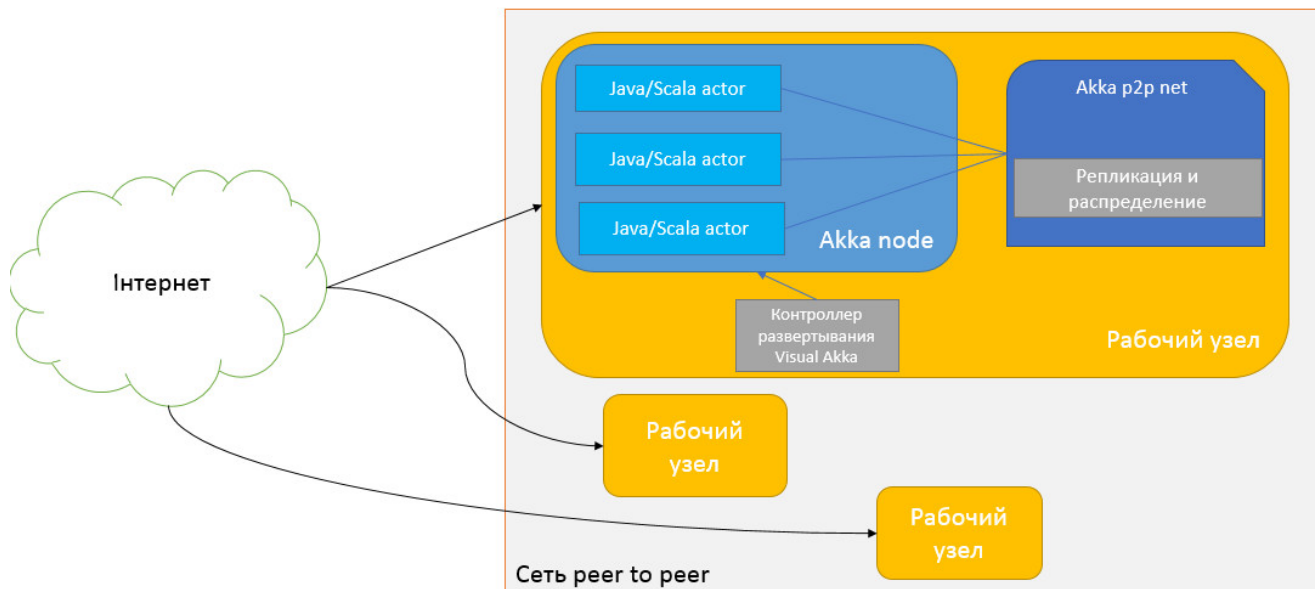 Java/Scala actor
Java/Scala actor
Java/Scala actor
Akka node
Akka p2p net
Репликация и
распределение
Інтернет
Контроллер
развертывания
Visual Akka
Рабочий узел
Рабочий
узел
Рабочий
узел
Сеть peer to peer